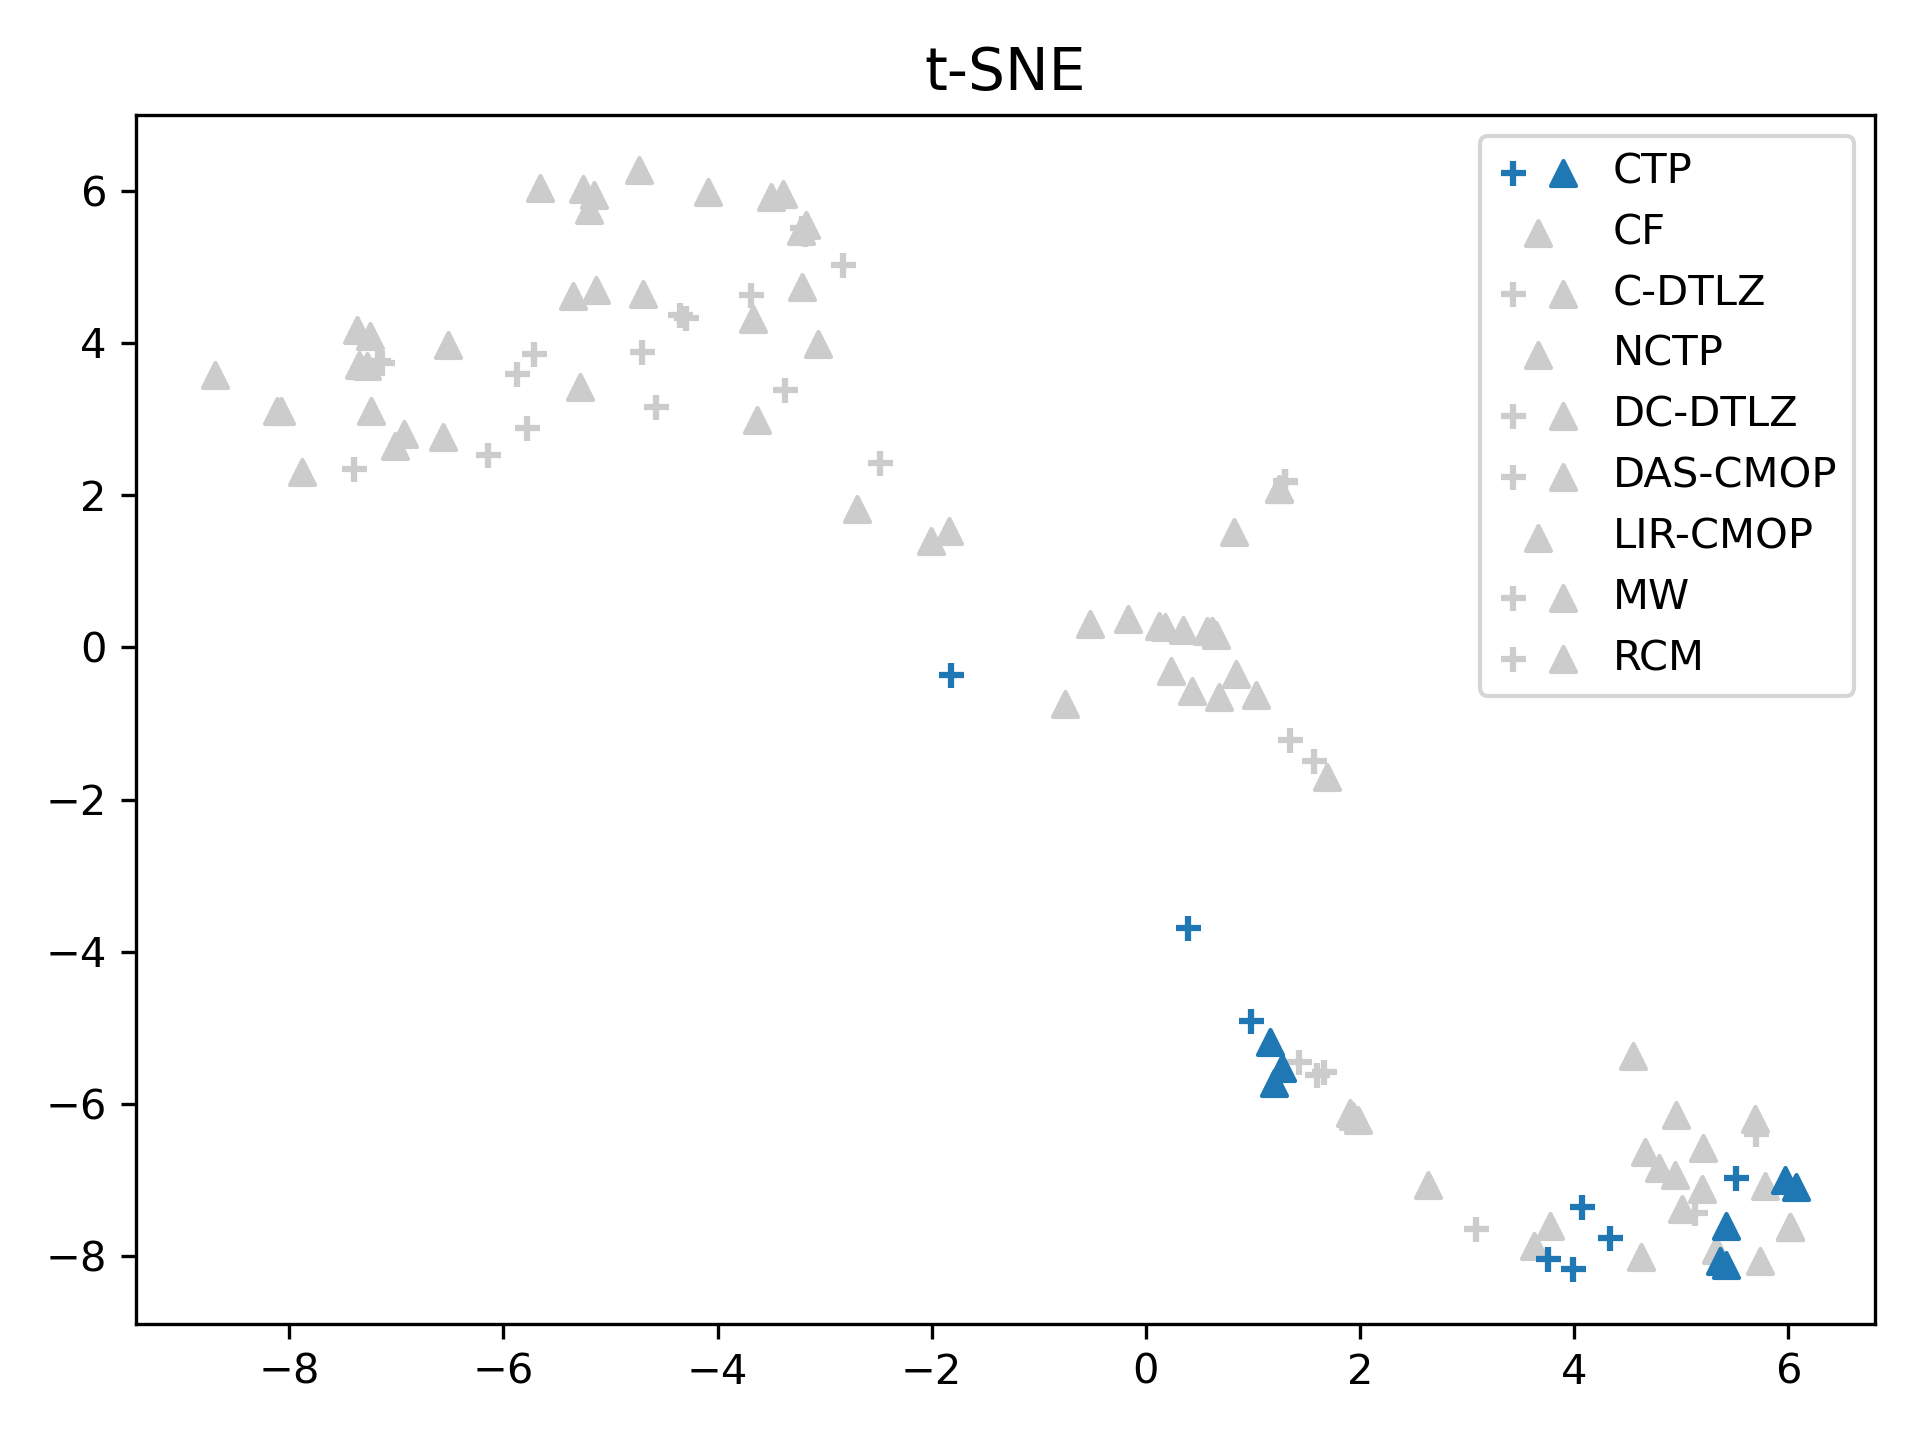 t-SNE
6
4
2
0
−2
−4
−6
−8
−8 −6 −4 −2 0 2 4 6
CTP
CF
C-DTLZ
NCTP
DC-DTLZ
DAS-CMOP
LIR-CMOP
MW
RCM